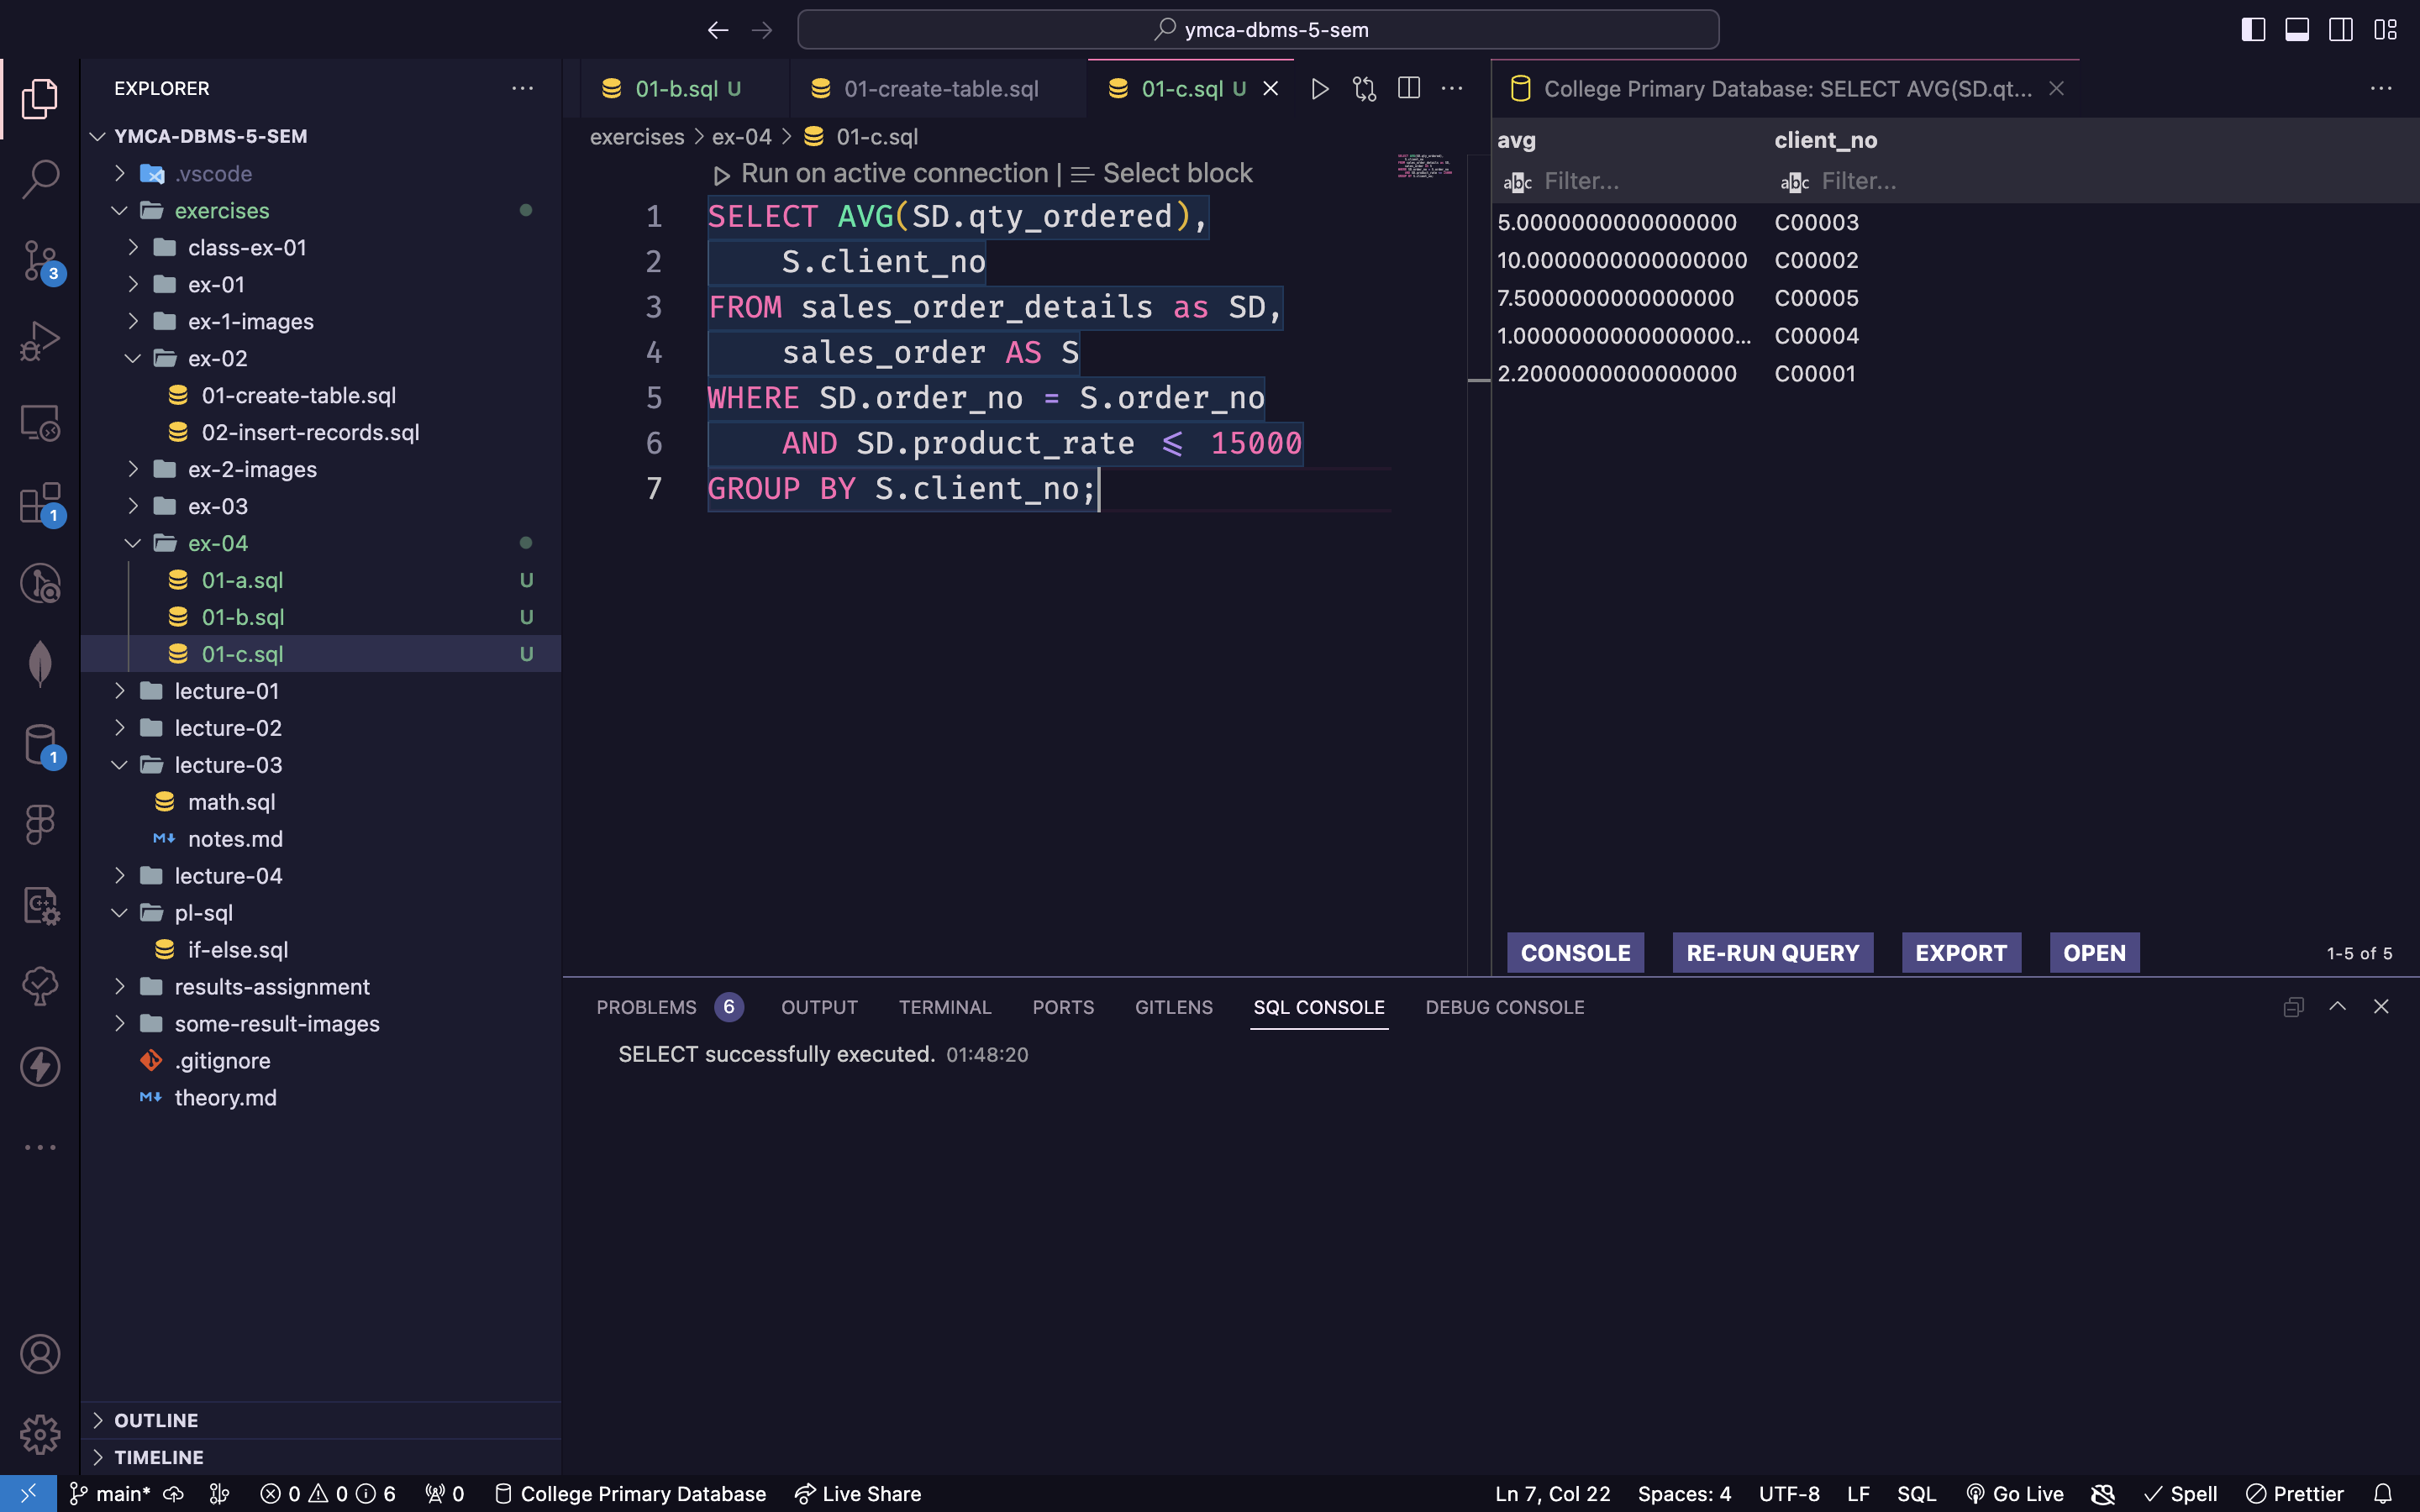 ymca-dbms-5-sem
EXPLORER
YMCA-DBMS-5-SEM
.vscode
exercises
class-ex-01
ex-01
ex-1-images
ex-02
01-create-table.sql
02-insert-records.sql
ex-2-images
ex-03
ex-04
01-a.sql U
01-b.sql U
01-c.sql U
lecture-01
lecture-02
lecture-03
math.sql
notes.md
lecture-04
pl-sql
if-else.sql
results-assignment
some-result-images
.gitignore
theory.md
OUTLINE
TIMELINE
3
1
1
01-b.sql U
01-create-table.sql
01-c.sql U
exercises > ex-04 > 01-c.sql
Run on active connection | Select block
1 SELECT AVG(SD.qty_ordered),
2 S.client_no
3 FROM sales_order_details as SD,
4 sales_order AS S
5 WHERE SD.order_no = S.order_no
6 AND SD.product_rate ⩽ 15000
7 GROUP BY S.client_no;
College Primary Database: SELECT AVG(SD.qt...
avg client_no
abc Filter... abc Filter...
5.0000000000000000 C00003
10.0000000000000000 C00002
7.5000000000000000 C00005
1.00000000000000000... C00004
2.2000000000000000 C00001
CONSOLE RE-RUN QUERY EXPORT OPEN 1-5 of 5
PROBLEMS 6 OUTPUT TERMINAL PORTS GITLENS SQL CONSOLE DEBUG CONSOLE
SELECT successfully executed. 01:48:20
main* 0 0 6 0 College Primary Database Live Share Ln 7, Col 22 Spaces: 4 UTF-8 LF SQL Go Live Spell Prettier